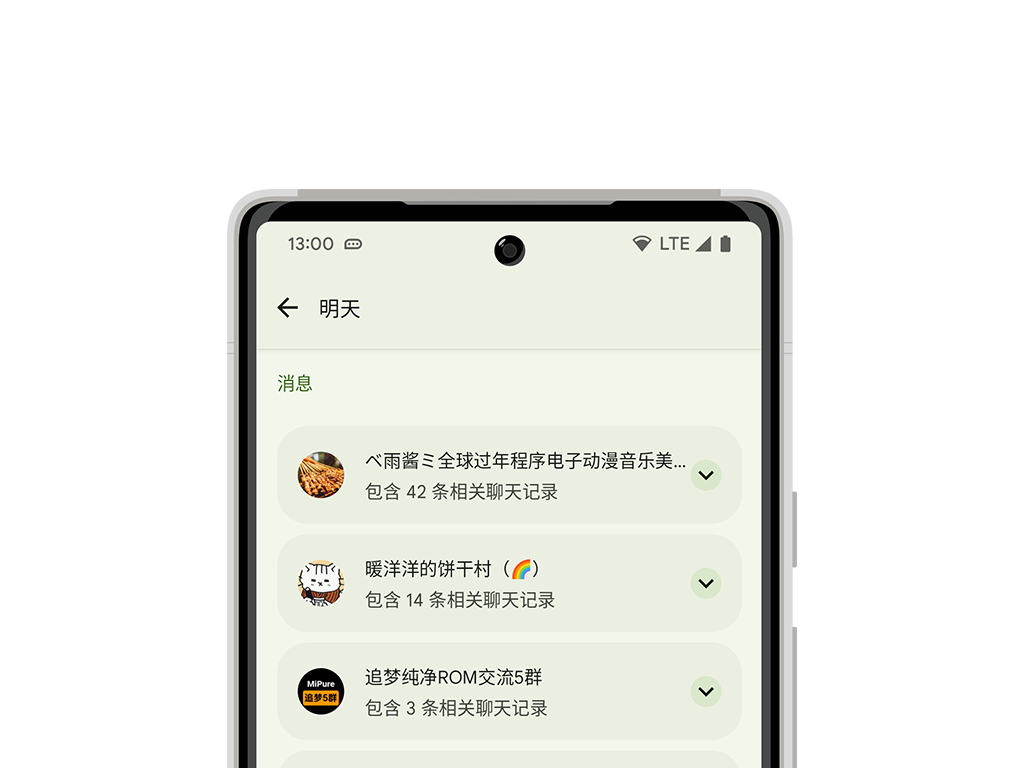 13:00
LTE
明天
消息
べ雨酱ミ全球过年程序电子动漫音乐美...
包含 42 条相关聊天记录
暖洋洋的饼干村（🌈）
包含 14 条相关聊天记录
MiPure
追梦5群
追梦纯净ROM交流5群
包含 3 条相关聊天记录